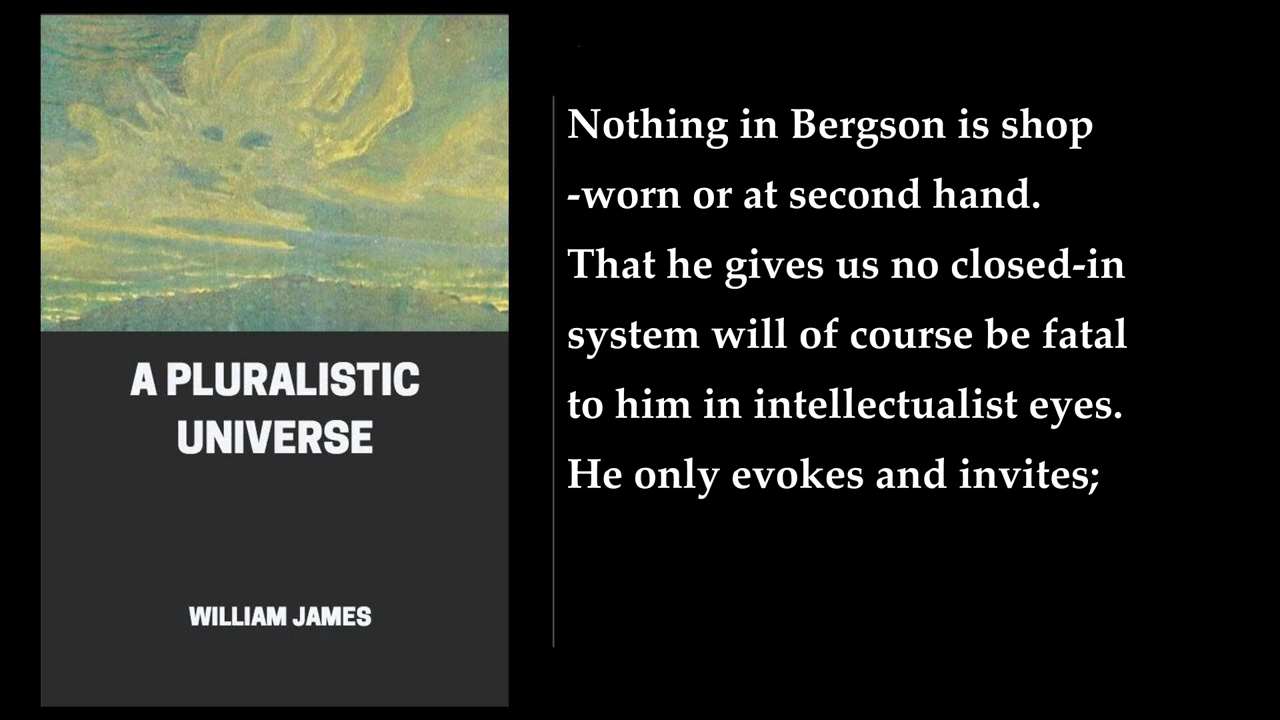 A PLURALISTIC
UNIVERSE
WILLIAM JAMES
Nothing in Bergson is shop
-worn or at second hand.
That he gives us no closed-in
system will of course be fatal
to him in intellectualist eyes.
He only evokes and invites;